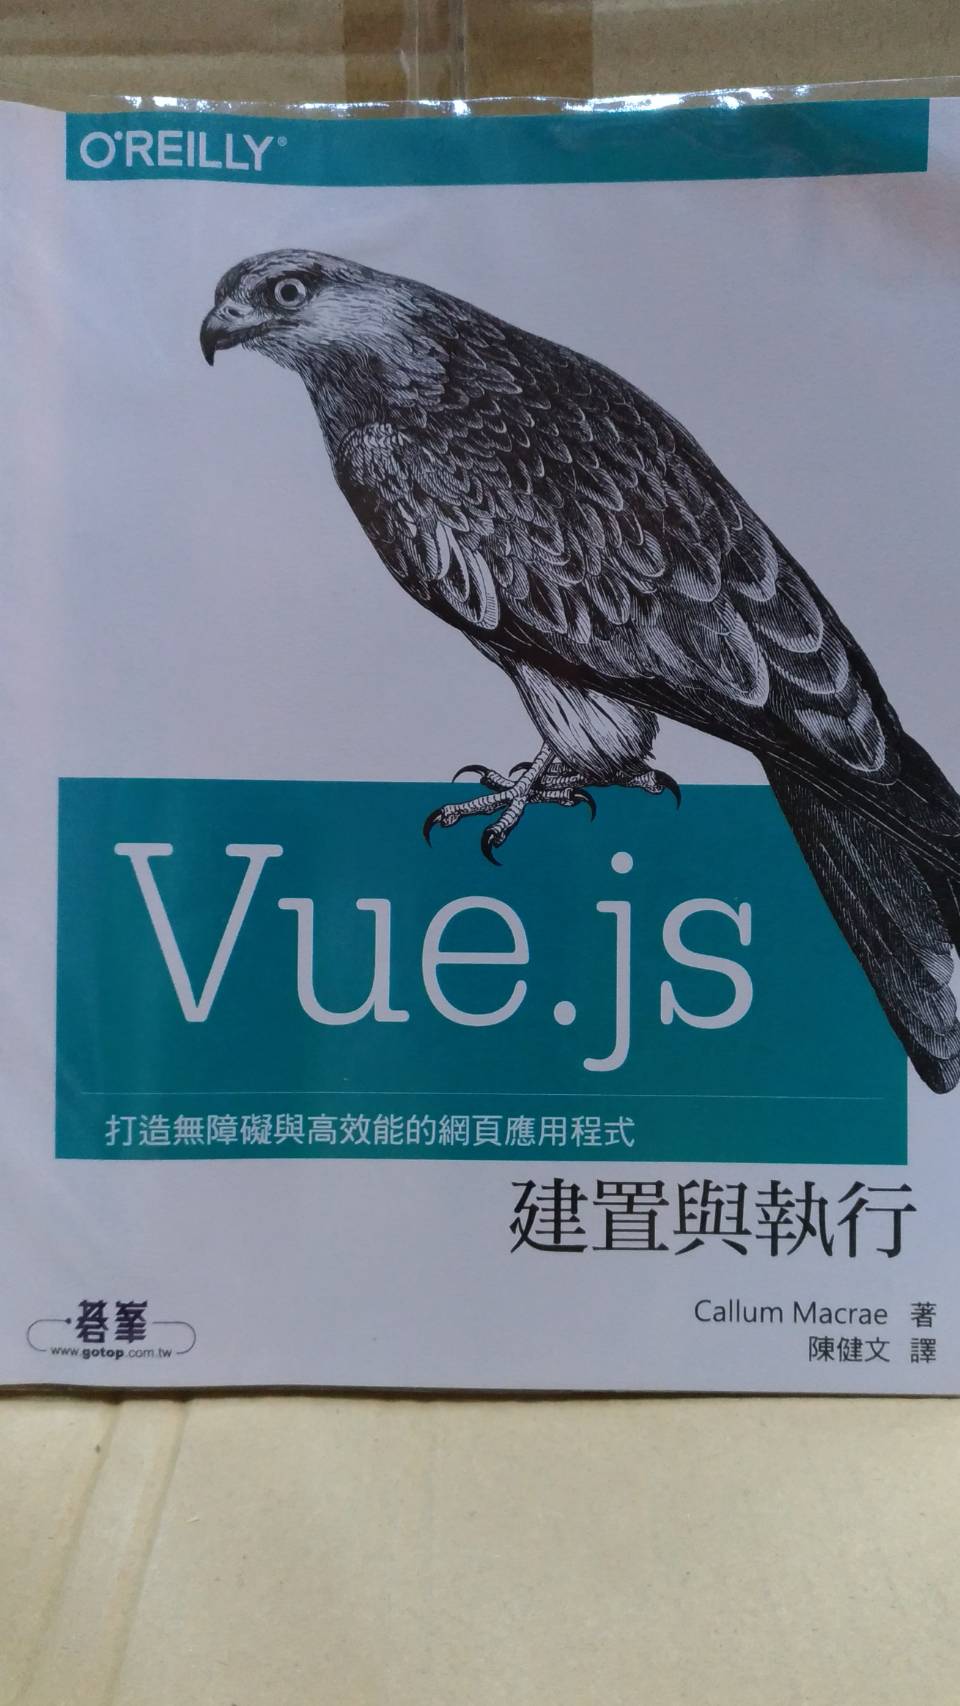 O'REILLY®
Vue.js
打造無障礙與高效能的網頁應用程式
建置與執行
Callum Macrae 著
陳健文 譯
碁峯
www.gotop.com.tw